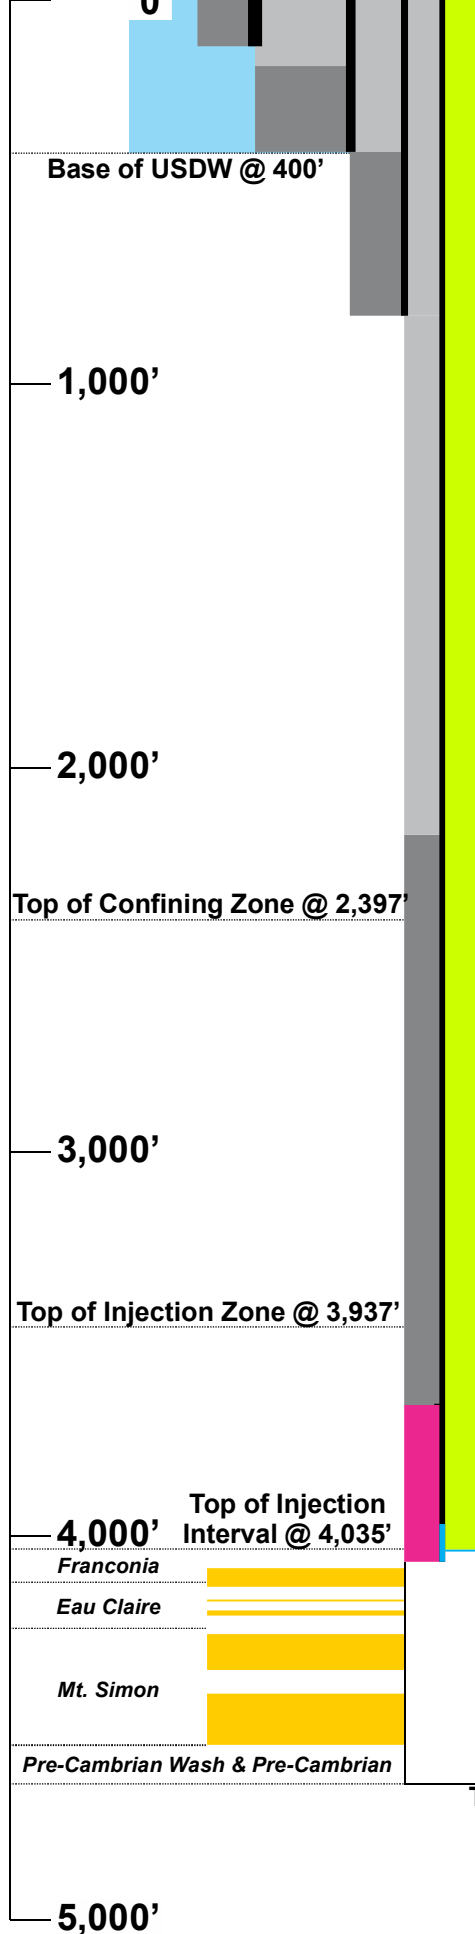 0
Base of USDW @ 400’
1,000’
2,000’
Top of Confining Zone @ 2,397’
3,000’
Top of Injection Zone @ 3,937’
Top of Injection
4,000’ Interval @ 4,035’
Franconia
Eau Claire
Mt. Simon
Pre-Cambrian Wash & Pre-Cambrian
5,000’